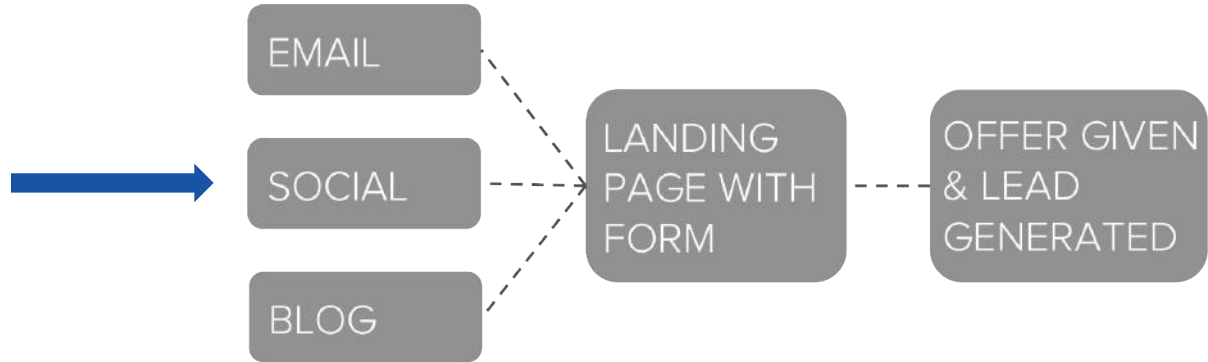 EMAIL
SOCIAL
BLOG
LANDING
PAGE WITH
FORM
OFFER GIVEN
& LEAD
GENERATED